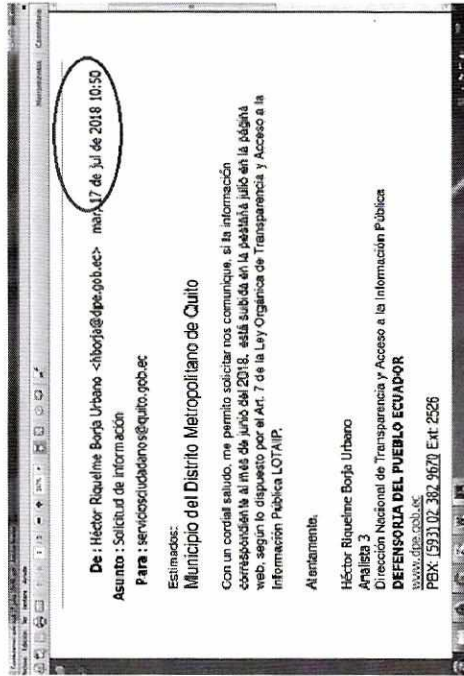 Herramientas Comentario
De : Héctor Riquelme Borja Urbano <hborja@dpe.gob.ec> mar, 17 de jul de 2018 10:50
Asunto : Solicitud de información
Para : serviciosciudadanos@quito.gob.ec
Estimados:
Municipio del Distrito Metropolitano de Quito
Con un cordial saludo, me permito solicitar nos comunique, si la información
correspondiente al mes de junio del 2018, está subida en la pestaña julio en la página
web, según lo dispuesto por el Art. 7 de la Ley Orgánica de Transparencia y Acceso a la
Información Pública LOTAIP.
Atentamente,
Héctor Riquelme Borja Urbano
Analista 3
Dirección Nacional de Transparencia y Acceso a la Información Pública
DEFENSORIA DEL PUEBLO ECUADOR
www.dpe.gob.ec
PBX: (593) 02 382 9670 Ext: 2526